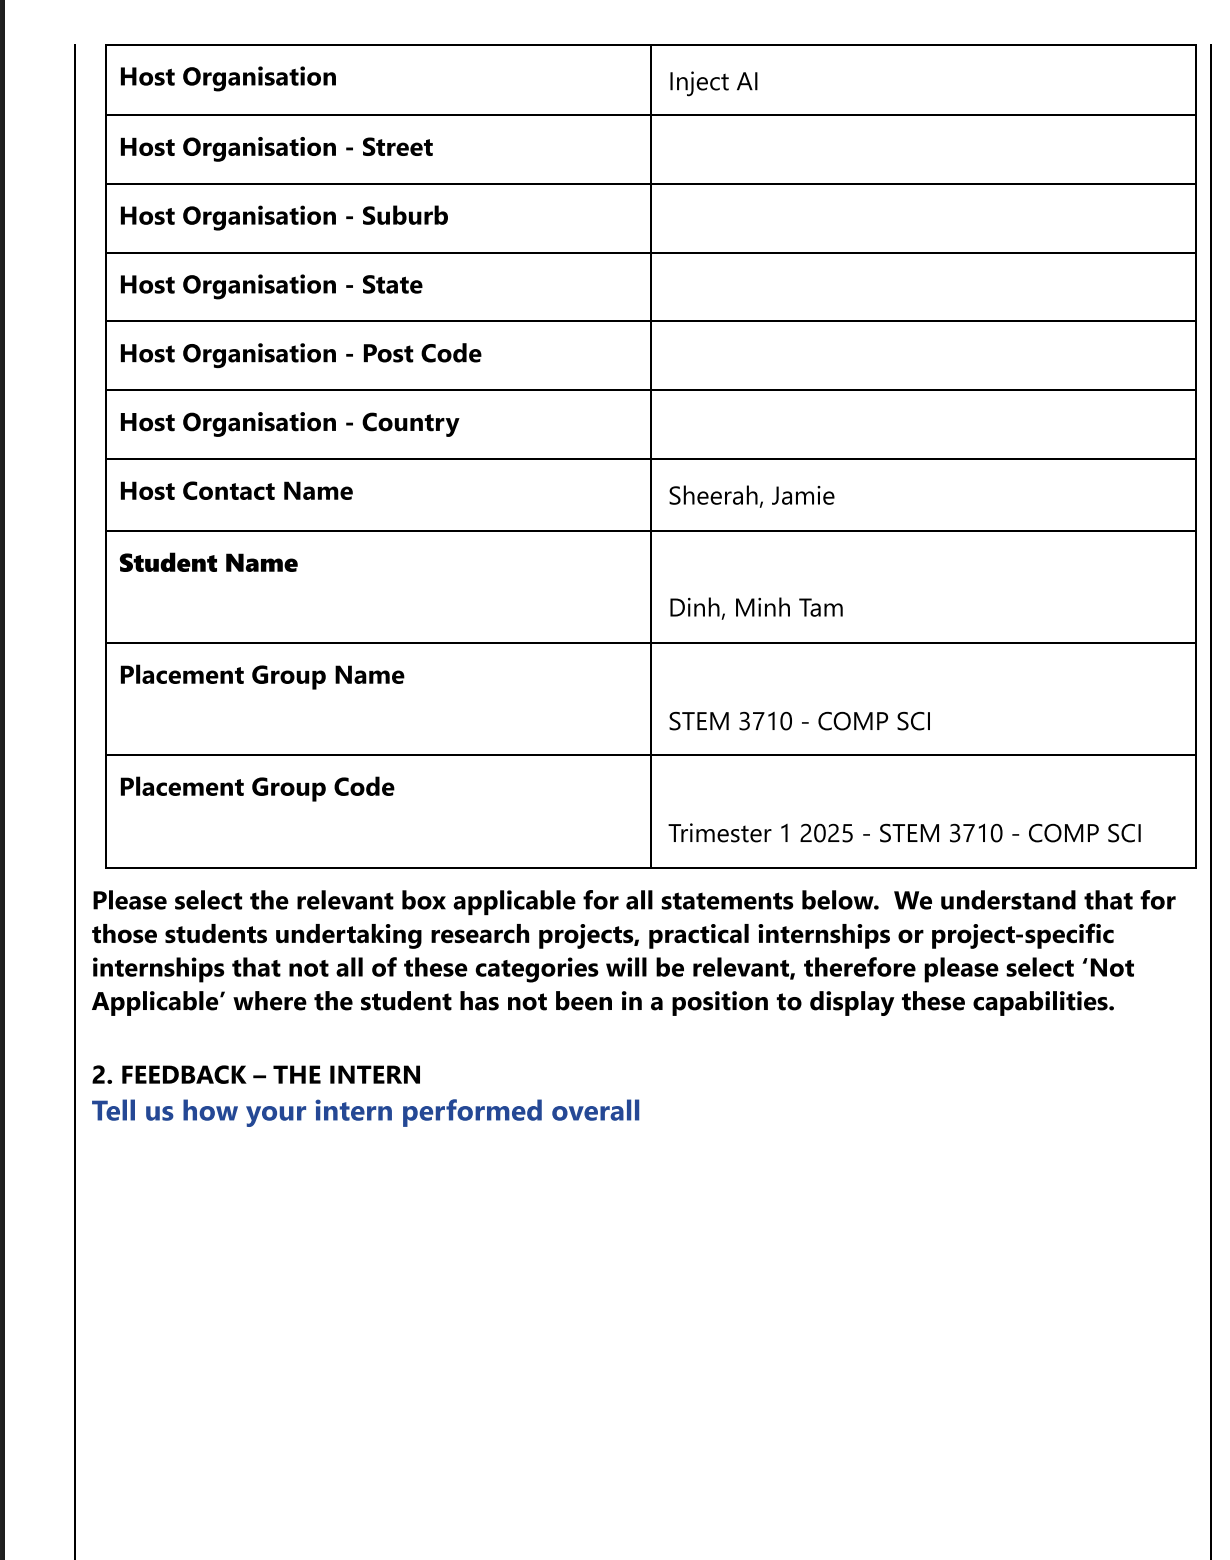 Host Organisation
Inject AI
Host Organisation - Street
Host Organisation - Suburb
Host Organisation - State
Host Organisation - Post Code
Host Organisation - Country
Host Contact Name
Sheerah, Jamie
Student Name
Dinh, Minh Tam
Placement Group Name
STEM 3710 - COMP SCI
Placement Group Code
Trimester 1 2025 - STEM 3710 - COMP SCI
Please select the relevant box applicable for all statements below.  We understand that for
those students undertaking research projects, practical internships or project-specific
internships that not all of these categories will be relevant, therefore please select ‘Not
Applicable’ where the student has not been in a position to display these capabilities.
2. FEEDBACK – THE INTERN
Tell us how your intern performed overall